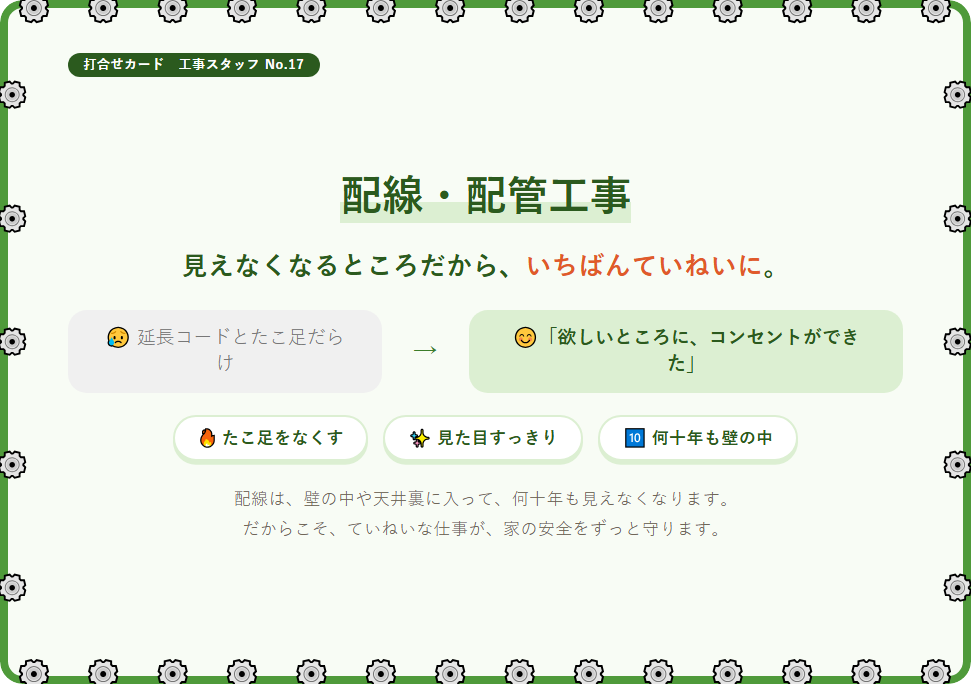 打合せカード　工事スタッフ No.17
配線・配管工事
見えなくなるところだから、いちばんていねいに。
😥 延長コードとたこ足だら
け
→
😊「欲しいところに、コンセントができ
た」
🔥 たこ足をなくす
✨ 見た目すっきり
🔟 何十年も壁の中
配線は、壁の中や天井裏に入って、何十年も見えなくなります。
だからこそ、ていねいな仕事が、家の安全をずっと守ります。